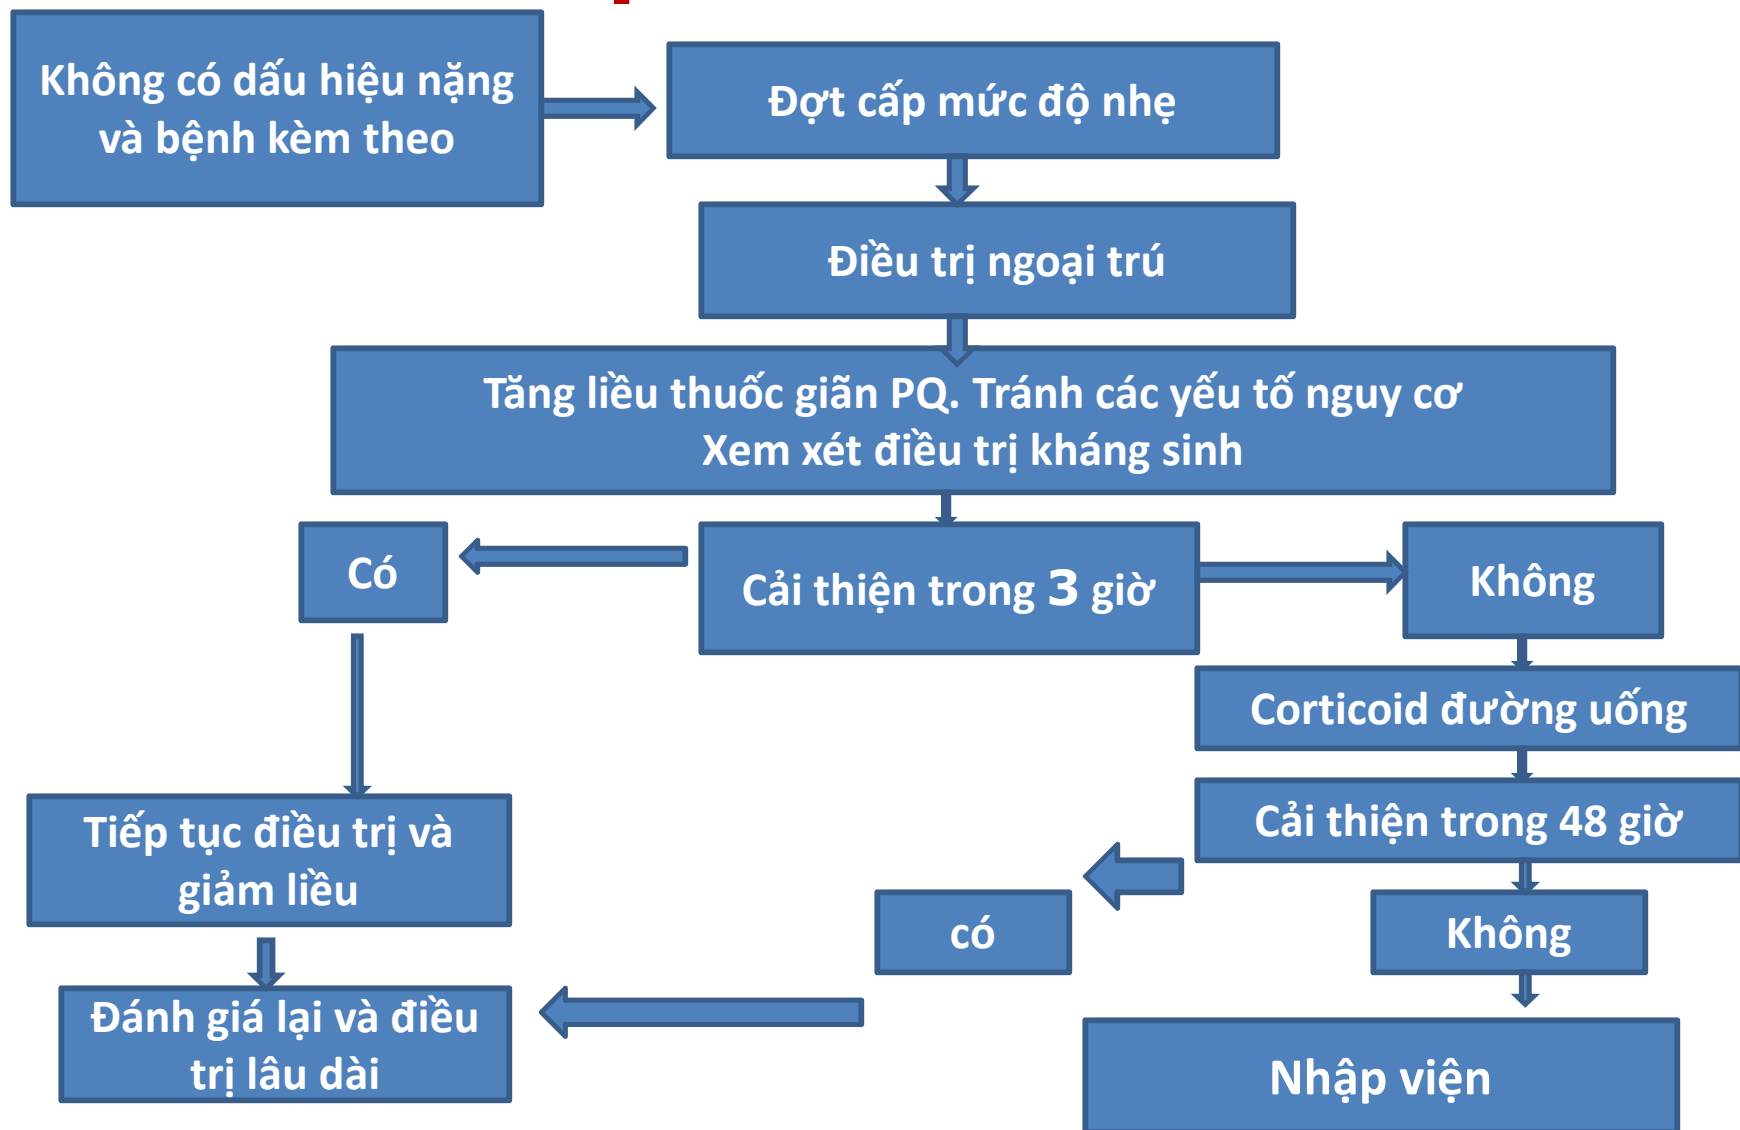 Không có dấu hiệu nặng
và bệnh kèm theo
Đợt cấp mức độ nhẹ
Điều trị ngoại trú
Tăng liều thuốc giãn PQ. Tránh các yếu tố nguy cơ
Xem xét điều trị kháng sinh
Có
Cải thiện trong 3 giờ
Không
Corticoid đường uống
Cải thiện trong 48 giờ
Tiếp tục điều trị và
giảm liều
có
Không
Đánh giá lại và điều
trị lâu dài
Nhập viện